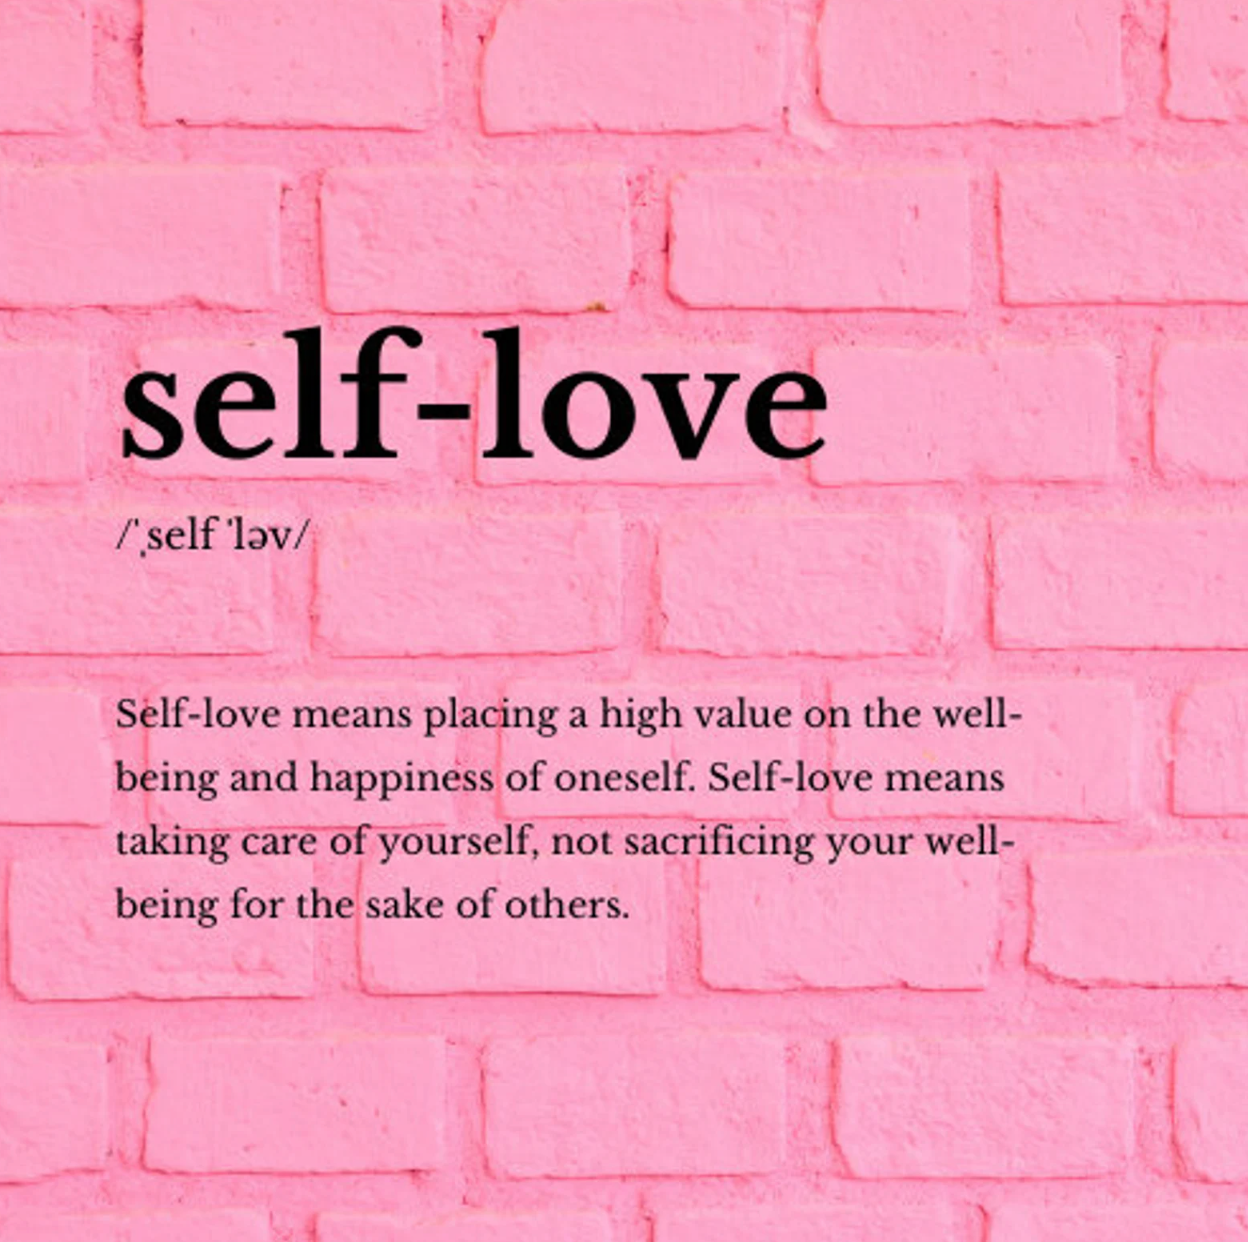 self-love
/ˈˌself ˈləv/
Self-love means placing a high value on the well-
being and happiness of oneself. Self-love means
taking care of yourself, not sacrificing your well-
being for the sake of others.